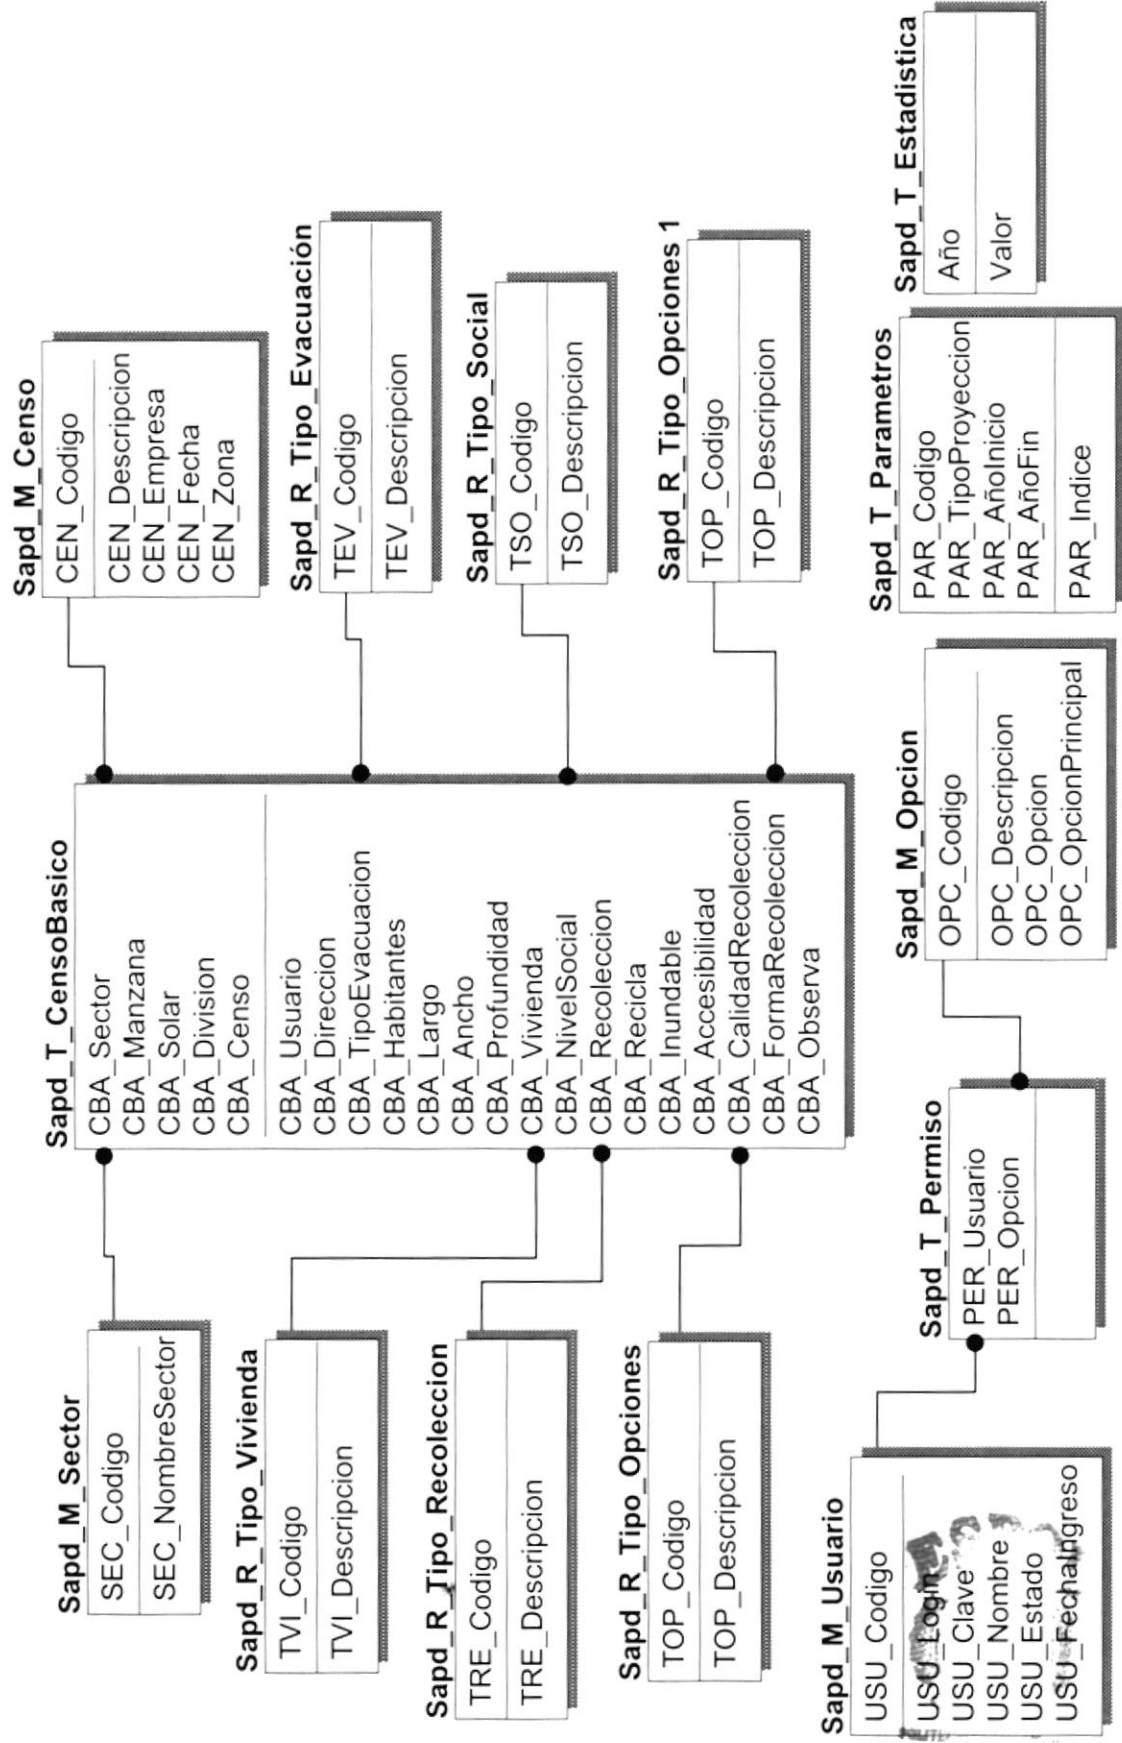 Sapd_M_Sector
SEC_Codigo
SEC_NombreSector
Sapd_R_Tipo_Vivienda
TVI_Codigo
TVI_Descripcion
Sapd_R_Tipo_Recoleccion
TRE_Codigo
TRE_Descripcion
Sapd_R_Tipo_Opciones
TOP_Codigo
TOP_Descripcion
Sapd_T_CensoBasico
CBA_Sector
CBA_Manzana
CBA_Solar
CBA_Division
CBA_Censo
CBA_Usuario
CBA_Direccion
CBA_TipoEvacuacion
CBA_Habitantes
CBA_Largo
CBA_Ancho
CBA_Profundidad
CBA_Vivienda
CBA_NivelSocial
CBA_Recoleccion
CBA_Recicla
CBA_Inundable
CBA_Accesibilidad
CBA_CalidadRecoleccion
CBA_FormaRecoleccion
CBA_Observa
Sapd_M_Censo
CEN_Codigo
CEN_Descripcion
CEN_Empresa
CEN_Fecha
CEN_Zona
Sapd_R_Tipo_Evacuación
TEV_Codigo
TEV_Descripcion
Sapd_R_Tipo_Social
TSO_Codigo
TSO_Descripcion
Sapd_R_Tipo_Opciones 1
TOP_Codigo
TOP_Descripcion
Sapd_M_Usuario
USU_Codigo
USU_Login
USU_Clave
USU_Nombre
USU_Estado
USU_FechaIngreso
Sapd_T_Permiso
PER_Usuario
PER_Opcion
Sapd_M_Opcion
OPC_Codigo
OPC_Descripcion
OPC_Opcion
OPC_OpcionPrincipal
Sapd_T_Parametros
PAR_Codigo
PAR_TipoProyeccion
PAR_AñoInicio
PAR_AñoFin
PAR_Indice
Sapd_T_Estadistica
Año
Valor